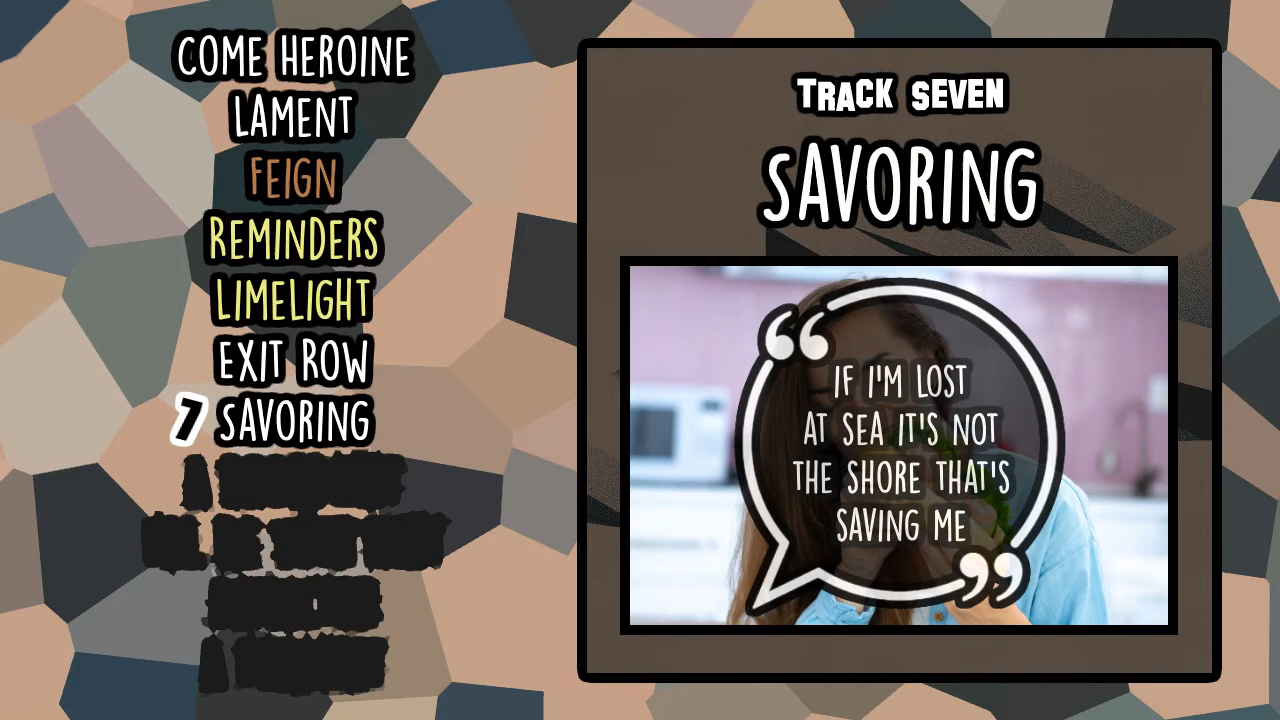 COME HEROINE
LAMENT
FEIGN
REMINDERS
LIMELIGHT
EXIT ROW
7 SAVORING
TRACK SEVEN
SAVORING
“IF I'M LOST
AT SEA IT'S NOT
THE SHORE THAT'S
SAVING ME”